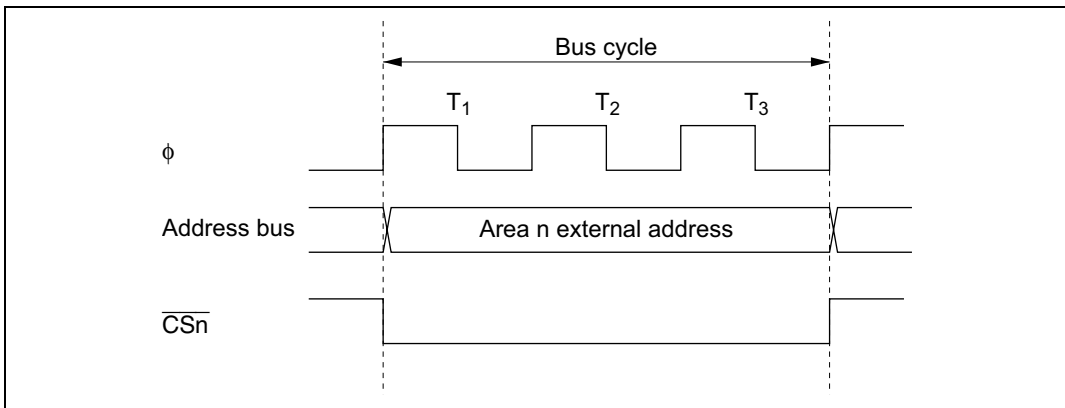 Bus cycle
T1 T2 T3
ϕ
Address bus Area n external address
CSn